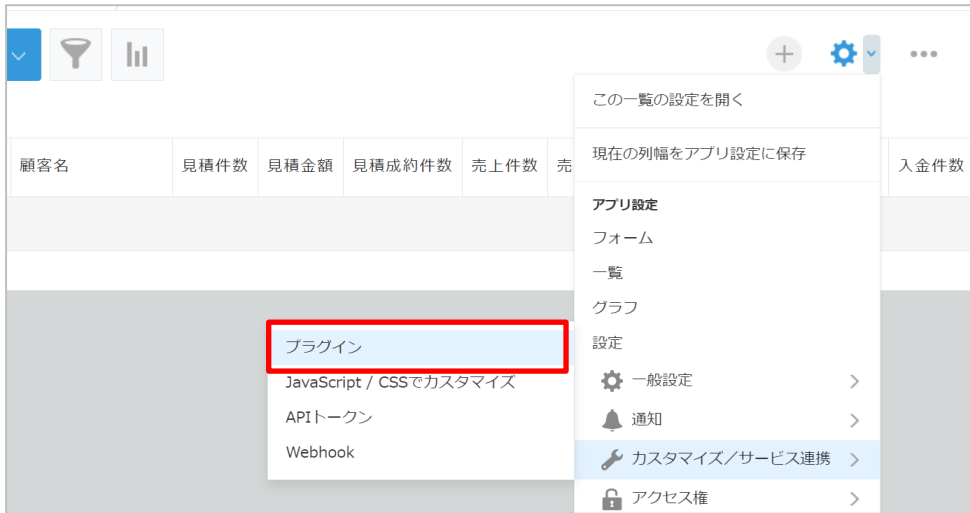 この一覧の設定を開く
現在の列幅をアプリ設定に保存
顧客名 見積件数 見積金額 見積成約件数 売上件数 売 入金件数
アプリ設定
フォーム
一覧
グラフ
設定
一般設定
通知
カスタマイズ／サービス連携
アクセス権
プラグイン
JavaScript / CSSでカスタマイズ
APIトークン
Webhook